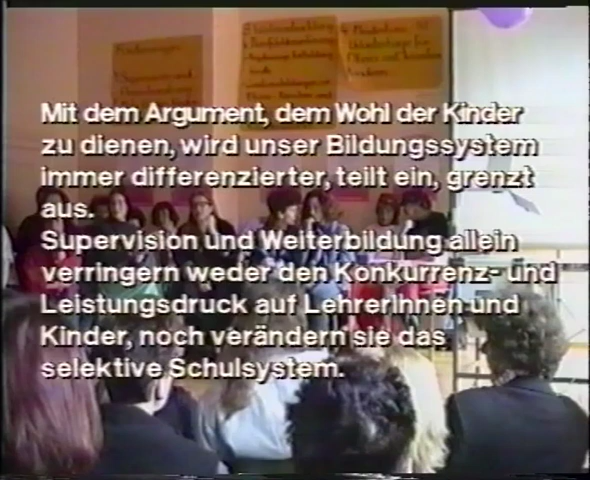 Mit dem Argument, dem Wohl der Kinder
zu dienen, wird unser Bildungssystem
immer differenzierter, teilt ein, grenzt
aus.
Supervision und Weiterbildung allein
verringern weder den Konkurrenz- und
Leistungsdruck auf LehrerInnen und
Kinder, noch verändern sie das
selektive Schulsystem.